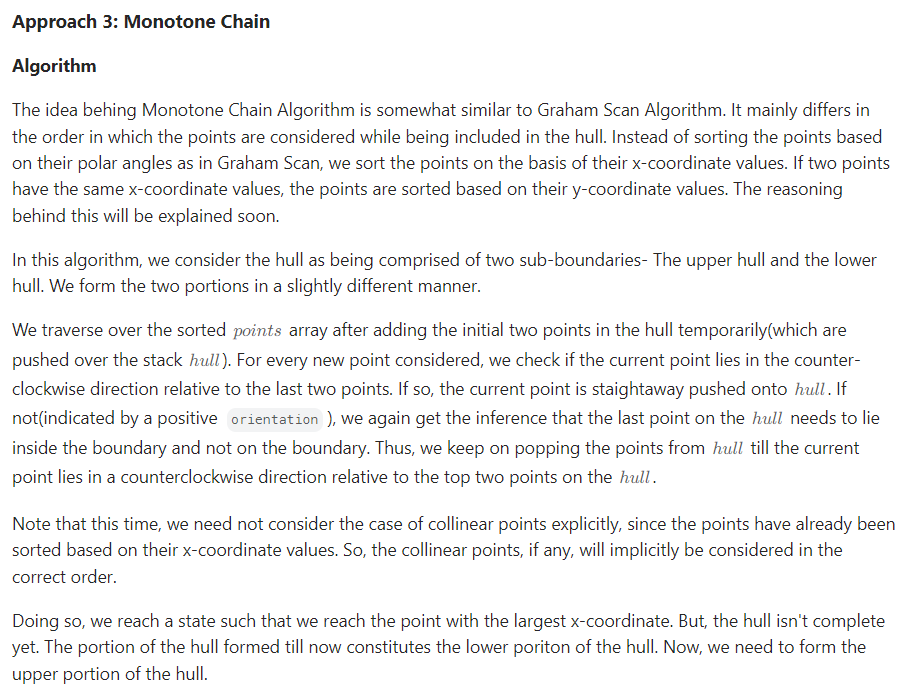 Approach 3: Monotone Chain
Algorithm
The idea behing Monotone Chain Algorithm is somewhat similar to Graham Scan Algorithm. It mainly differs in
the order in which the points are considered while being included in the hull. Instead of sorting the points based
on their polar angles as in Graham Scan, we sort the points on the basis of their x-coordinate values. If two points
have the same x-coordinate values, the points are sorted based on their y-coordinate values. The reasoning
behind this will be explained soon.
In this algorithm, we consider the hull as being comprised of two sub-boundaries- The upper hull and the lower
hull. We form the two portions in a slightly different manner.
We traverse over the sorted points array after adding the initial two points in the hull temporarily(which are
pushed over the stack hull). For every new point considered, we check if the current point lies in the counter-
clockwise direction relative to the last two points. If so, the current point is staightaway pushed onto hull. If
not(indicated by a positive orientation ), we again get the inference that the last point on the hull needs to lie
inside the boundary and not on the boundary. Thus, we keep on popping the points from hull till the current
point lies in a counterclockwise direction relative to the top two points on the hull.
Note that this time, we need not consider the case of collinear points explicitly, since the points have already been
sorted based on their x-coordinate values. So, the collinear points, if any, will implicitly be considered in the
correct order.
Doing so, we reach a state such that we reach the point with the largest x-coordinate. But, the hull isn't complete
yet. The portion of the hull formed till now constitutes the lower poriton of the hull. Now, we need to form the
upper portion of the hull.